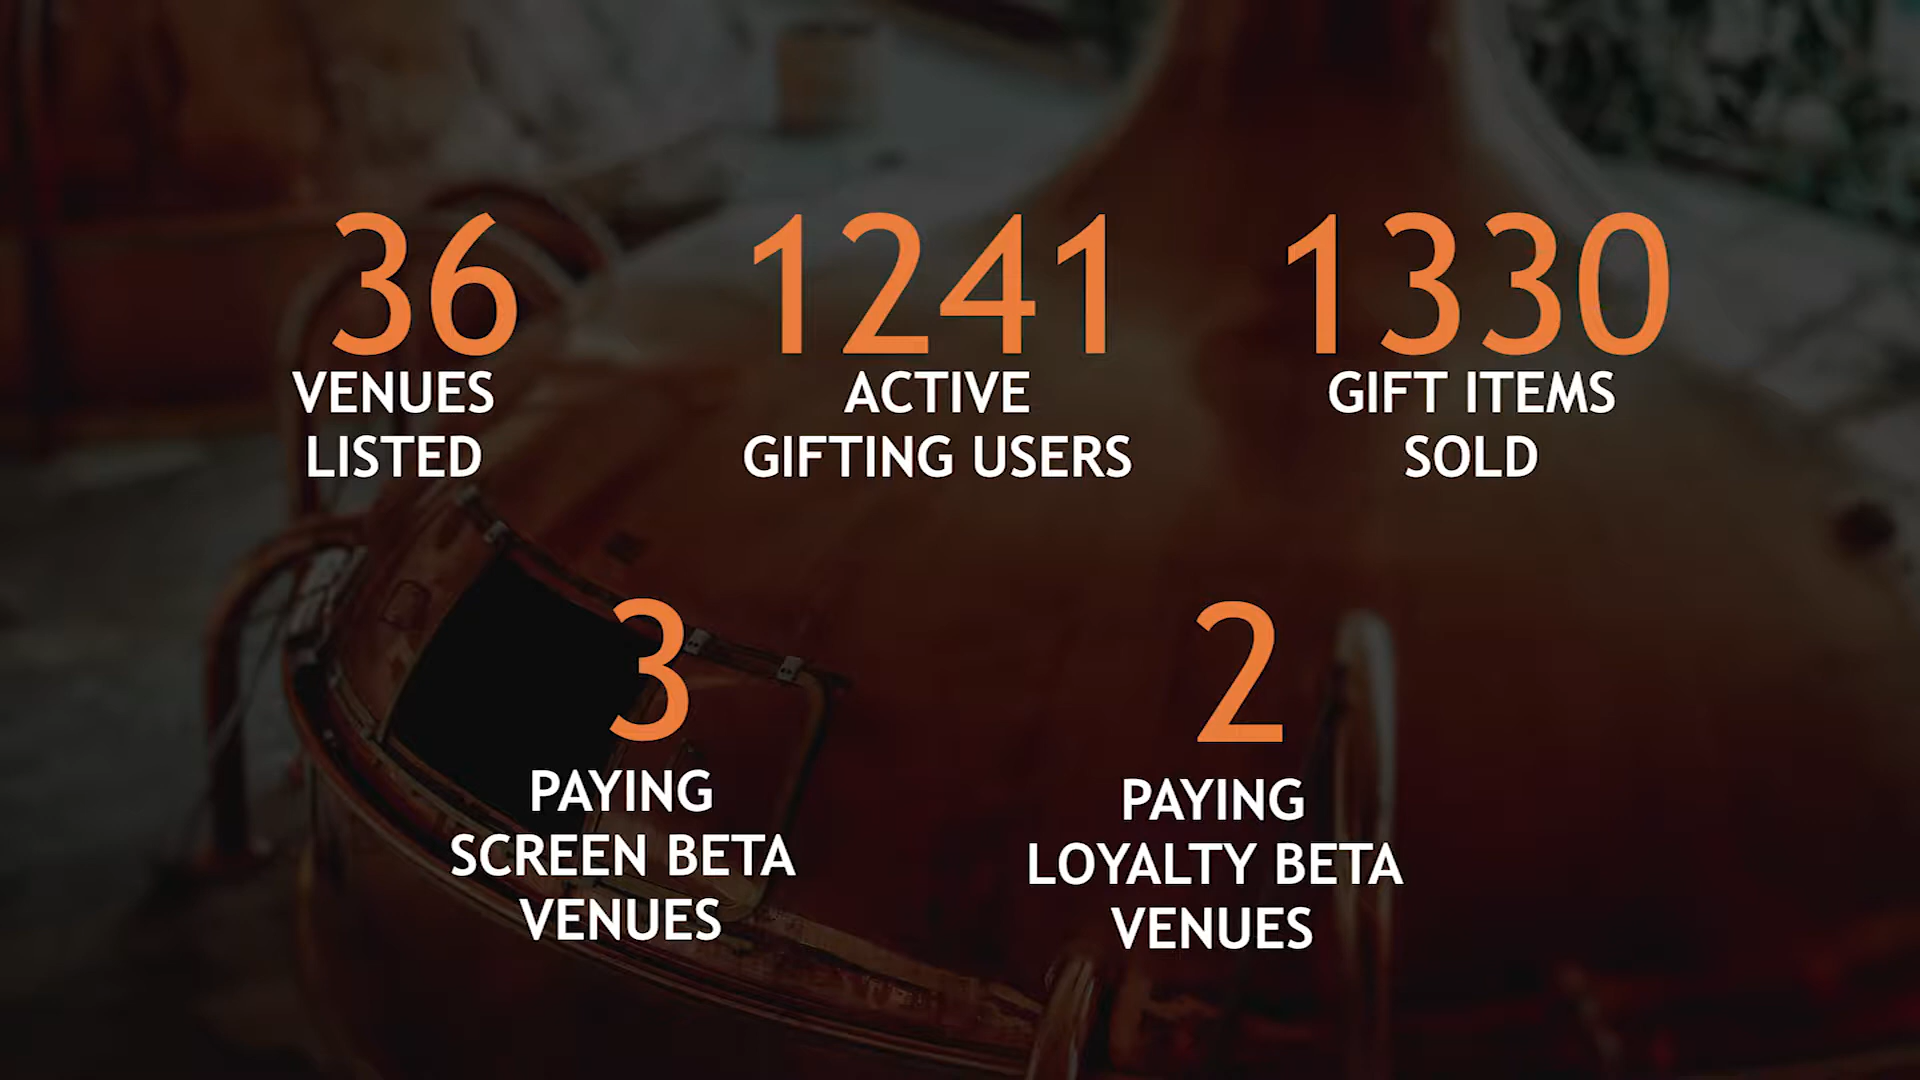 36
VENUES
LISTED
1241
ACTIVE
GIFTING USERS
1330
GIFT ITEMS
SOLD
3
PAYING
SCREEN BETA
VENUES
2
PAYING
LOYALTY BETA
VENUES